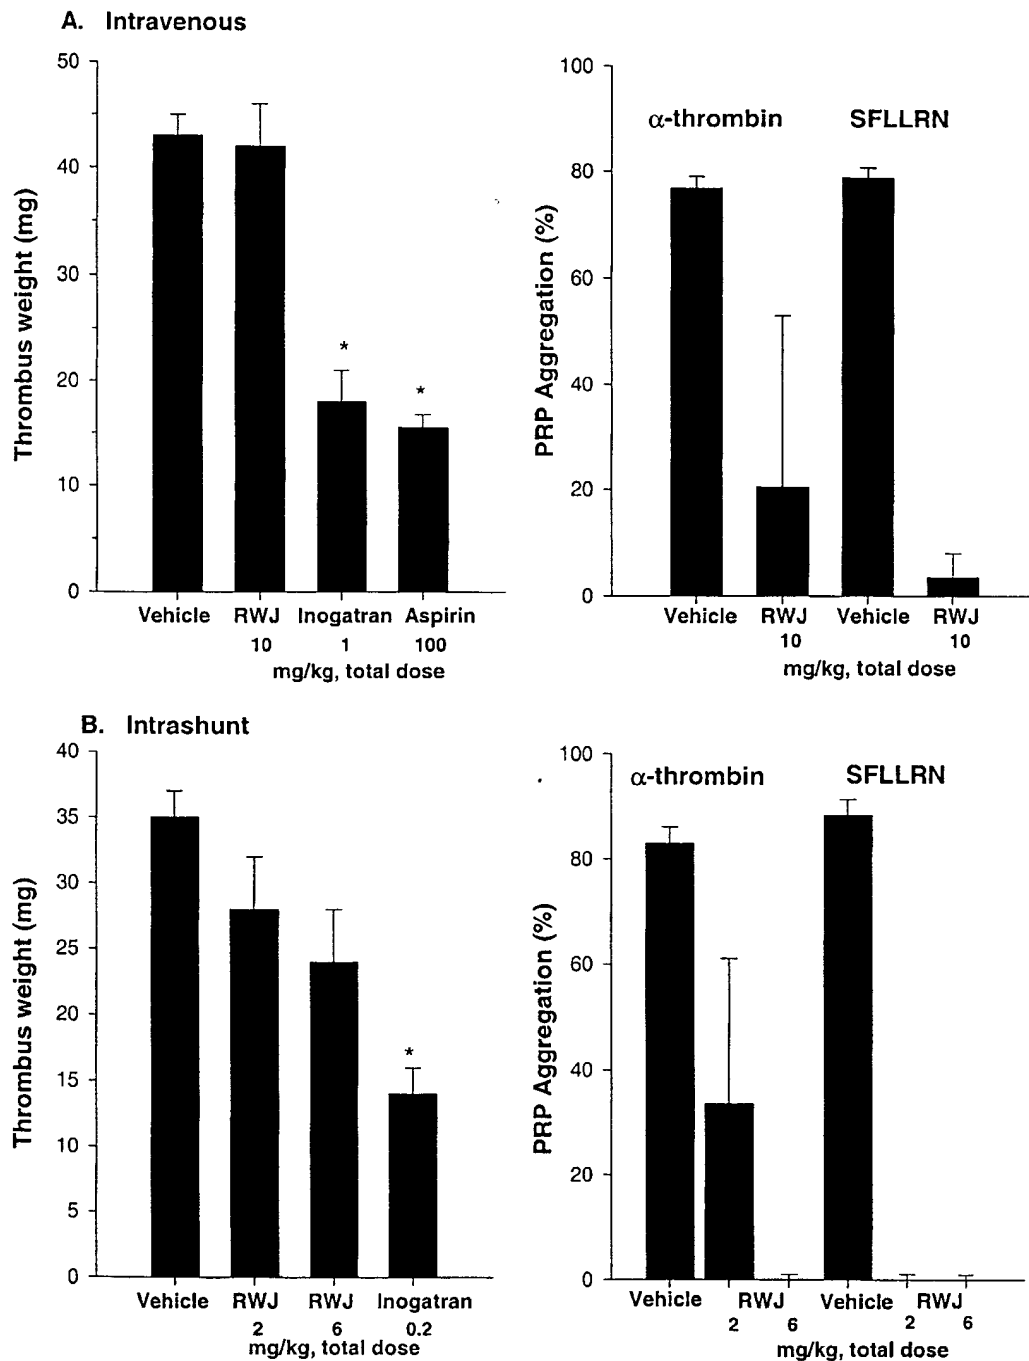 A. Intravenous
Thrombus weight (mg)
50
40
30
20
10
0
*
*
Vehicle RWJ Inogatran Aspirin
10 1 100
mg/kg, total dose
PRP Aggregation (%)
100
80
60
40
20
0
α-thrombin SFLLRN
Vehicle RWJ Vehicle RWJ
10 10
mg/kg, total dose
B. Intrashunt
Thrombus weight (mg)
40
35
30
25
20
15
10
5
0
*
Vehicle RWJ RWJ Inogatran
2 6 0.2
mg/kg, total dose
PRP Aggregation (%)
100
80
60
40
20
0
α-thrombin SFLLRN
Vehicle RWJ Vehicle RWJ
2 6 2 6
mg/kg, total dose